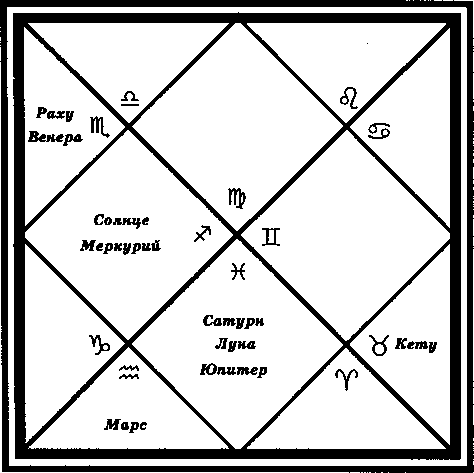 ♎ ♌
Раху
Венера ♏ ♋
♍
Солнце
Меркурий ♐ ♊
♓
Сатурн
Луна
Юпитер
♑ ♉ Кету
♒ ♈
Марс